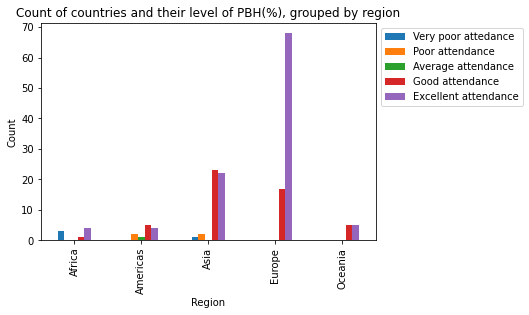 Count of countries and their level of PBH(%), grouped by region
Very poor attedance
Poor attendance
Average attendance
Good attendance
Excellent attendance
70
60
50
40
30
20
10
0
Count
Africa
Americas
Asia
Europe
Oceania
Region